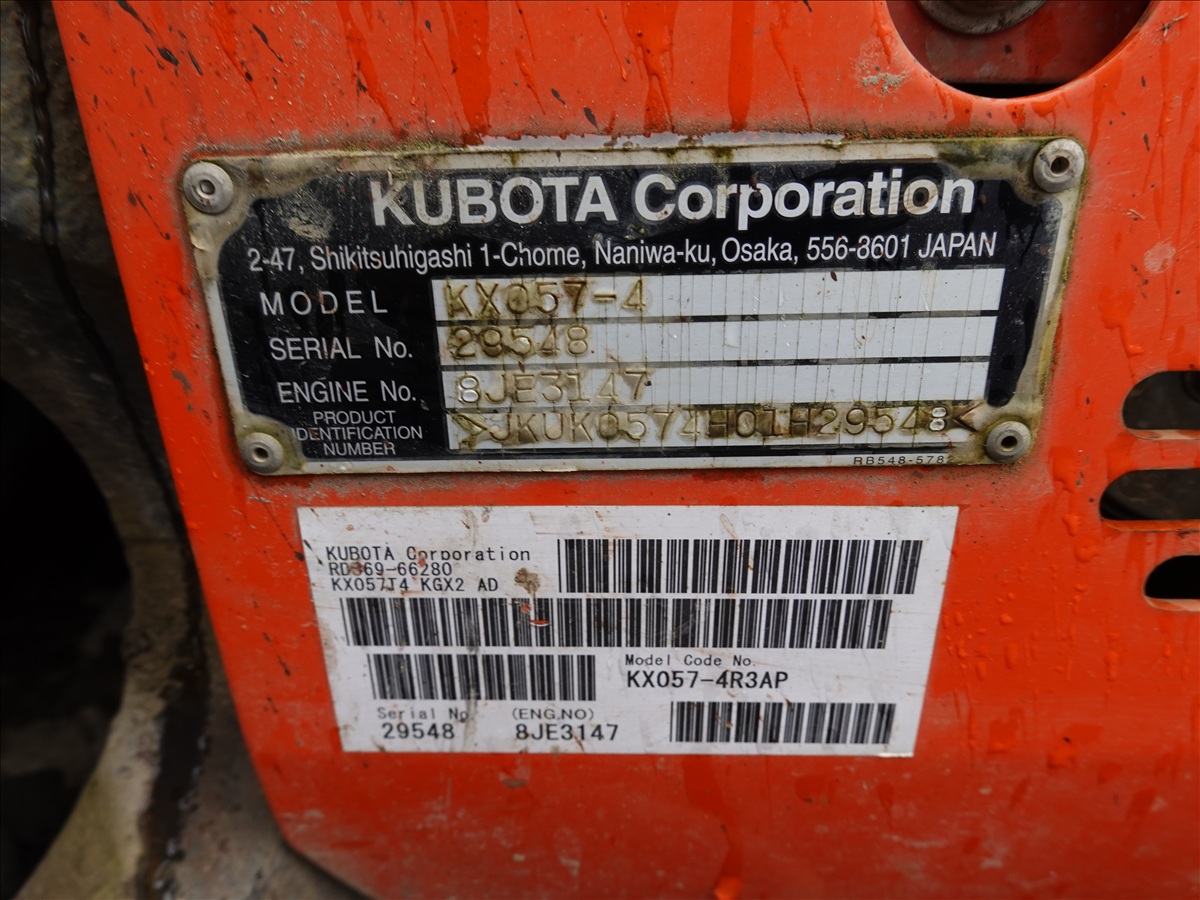 KUBOTA Corporation
2-47, Shikitsuhigashi 1-Chome, Naniwa-ku, Osaka, 556-8601 JAPAN
MODEL KX057-4
SERIAL No. 29548
ENGINE No. 8JE3147
PRODUCT
IDENTIFICATION
NUMBER
>JKUK0574H01H29548<
RB548-5782
KUBOTA Corporation
RD369-66280
KX057T4 KGX2 AD
Model Code No.
KX057-4R3AP
Serial No. (ENG.NO)
29548 8JE3147